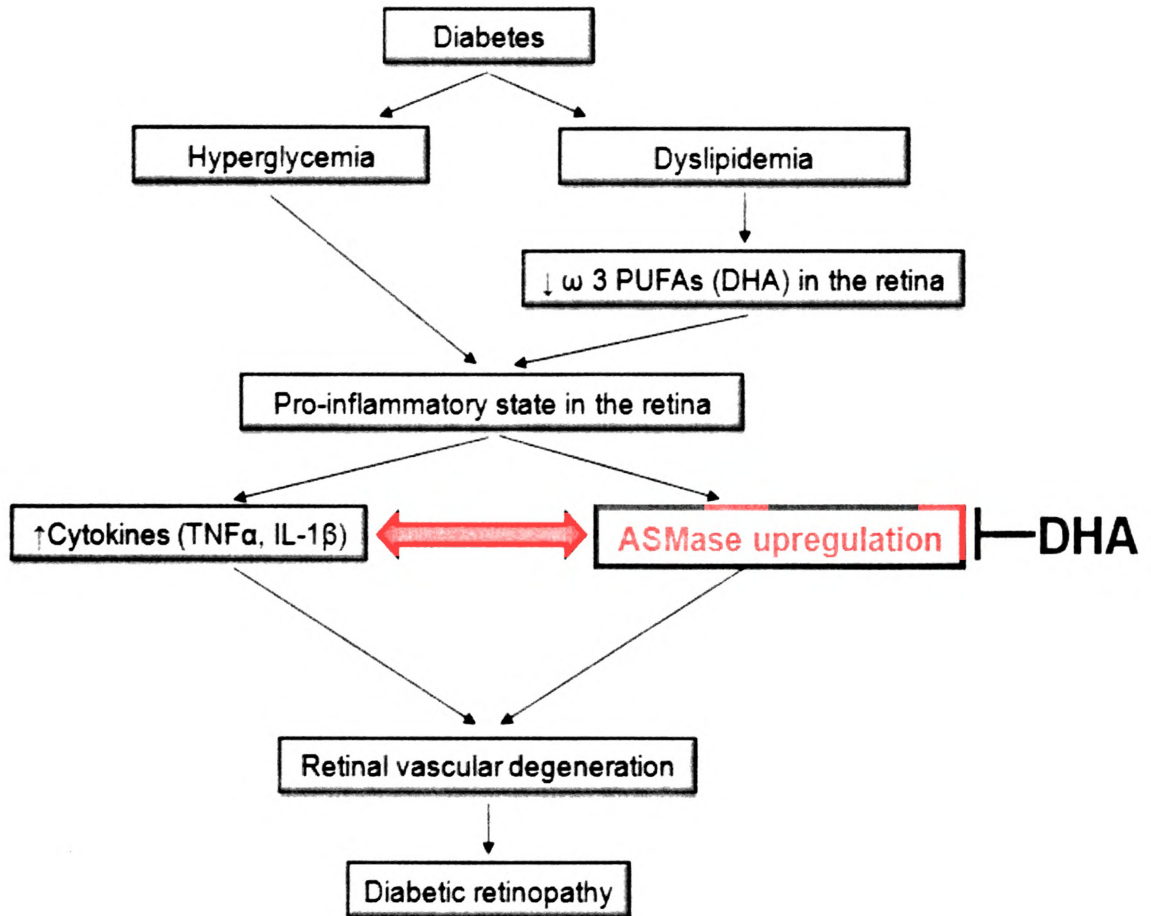 Diabetes
Hyperglycemia
Dyslipidemia
↓ ω 3 PUFAs (DHA) in the retina
Pro-inflammatory state in the retina
↑Cytokines (TNFα, IL-1β)
ASMase upregulation
DHA
Retinal vascular degeneration
Diabetic retinopathy